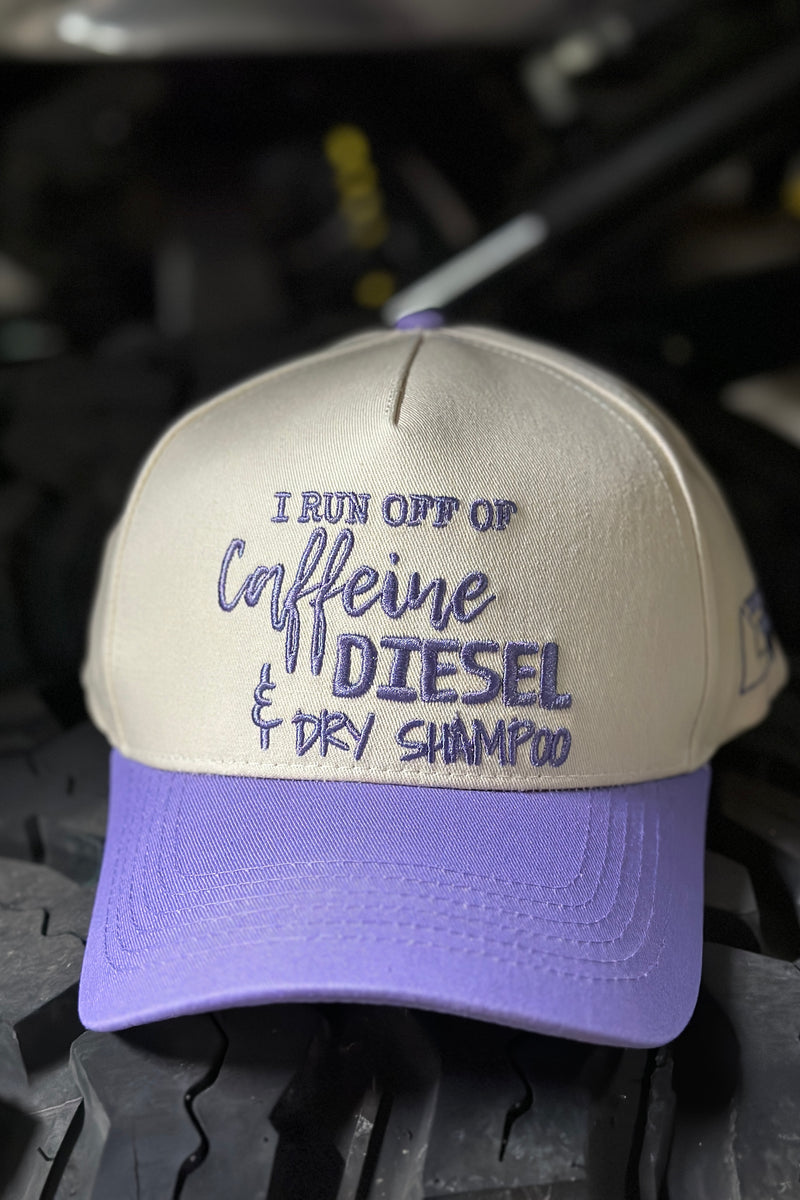 I RUN OFF OF
Caffeine
DIESEL
& DRY SHAMPOO